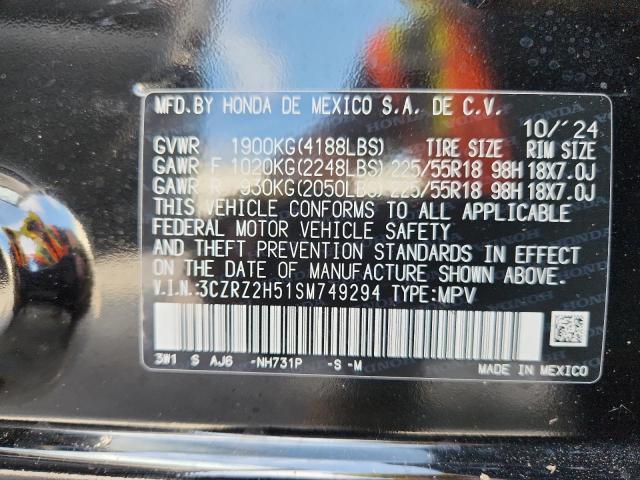 MFD.BY HONDA DE MEXICO S.A. DE C.V.
10/'24
GVWR 1900KG(4188LBS) TIRE SIZE RIM SIZE
GAWR F 1020KG(2248LBS) 225/55R18 98H 18X7.0J
GAWR R 930KG(2050LBS) 225/55R18 98H 18X7.0J
THIS VEHICLE CONFORMS TO ALL APPLICABLE
FEDERAL MOTOR VEHICLE SAFETY
AND THEFT PREVENTION STANDARDS IN EFFECT
ON THE DATE OF MANUFACTURE SHOWN ABOVE.
V.I.N.:3CZRZ2H51SM749294 TYPE:MPV
3W1 S AJ6 -NH731P -S -M
MADE IN MEXICO